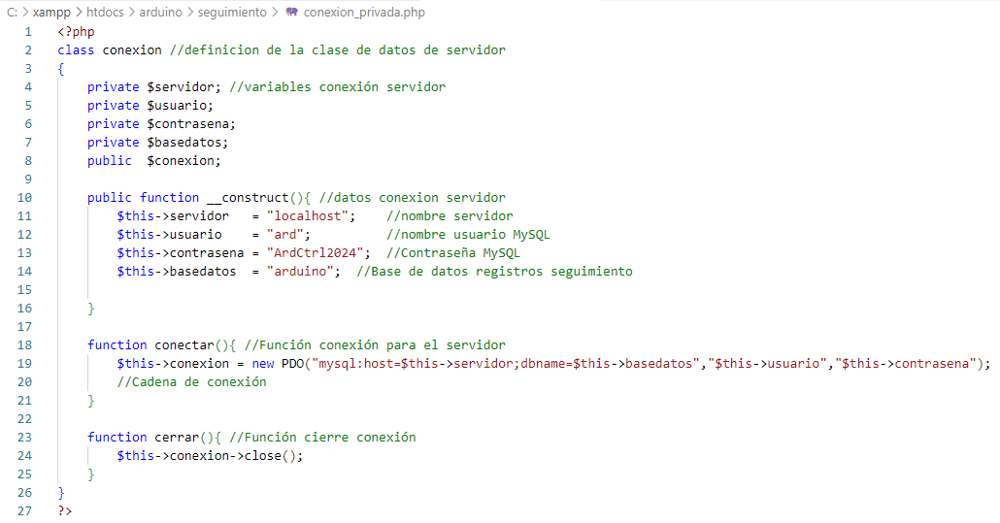 C: > xampp > htdocs > arduino > seguimiento > conexion_privada.php
1 <?php
2 class conexion //definicion de la clase de datos de servidor
3 {
4     private $servidor; //variables conexión servidor
5     private $usuario;
6     private $contrasena;
7     private $basedatos;
8     public  $conexion;
9
10     public function __construct(){ //datos conexion servidor
11         $this->servidor   = "localhost";    //nombre servidor
12         $this->usuario    = "ard";          //nombre usuario MySQL
13         $this->contrasena = "ArdCtrl2024";  //Contraseña MySQL
14         $this->basedatos  = "arduino";  //Base de datos registros seguimiento
15
16     }
17
18     function conectar(){ //Función conexión para el servidor
19         $this->conexion = new PDO("mysql:host=$this->servidor;dbname=$this->basedatos","$this->usuario","$this->contrasena");
20         //Cadena de conexión
21     }
22
23     function cerrar(){ //Función cierre conexión
24         $this->conexion->close();
25     }
26 }
27 ?>